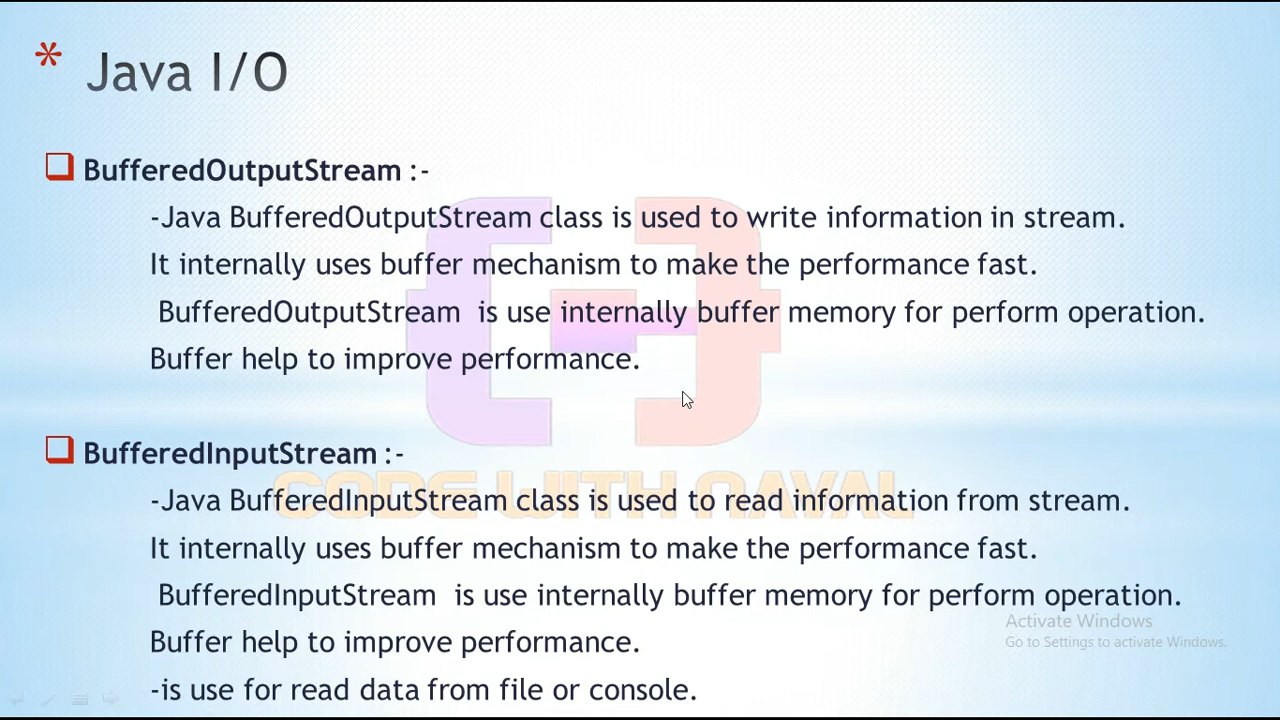 * Java I/O
BufferedOutputStream :-
-Java BufferedOutputStream class is used to write information in stream.
It internally uses buffer mechanism to make the performance fast.
BufferedOutputStream is use internally buffer memory for perform operation.
Buffer help to improve performance.
BufferedInputStream :-
CODE WITH NAVAL
-Java BufferedInputStream class is used to read information from stream.
It internally uses buffer mechanism to make the performance fast.
BufferedInputStream is use internally buffer memory for perform operation.
Activate Windows
Go to Settings to activate Windows.
Buffer help to improve performance.
-is use for read data from file or console.